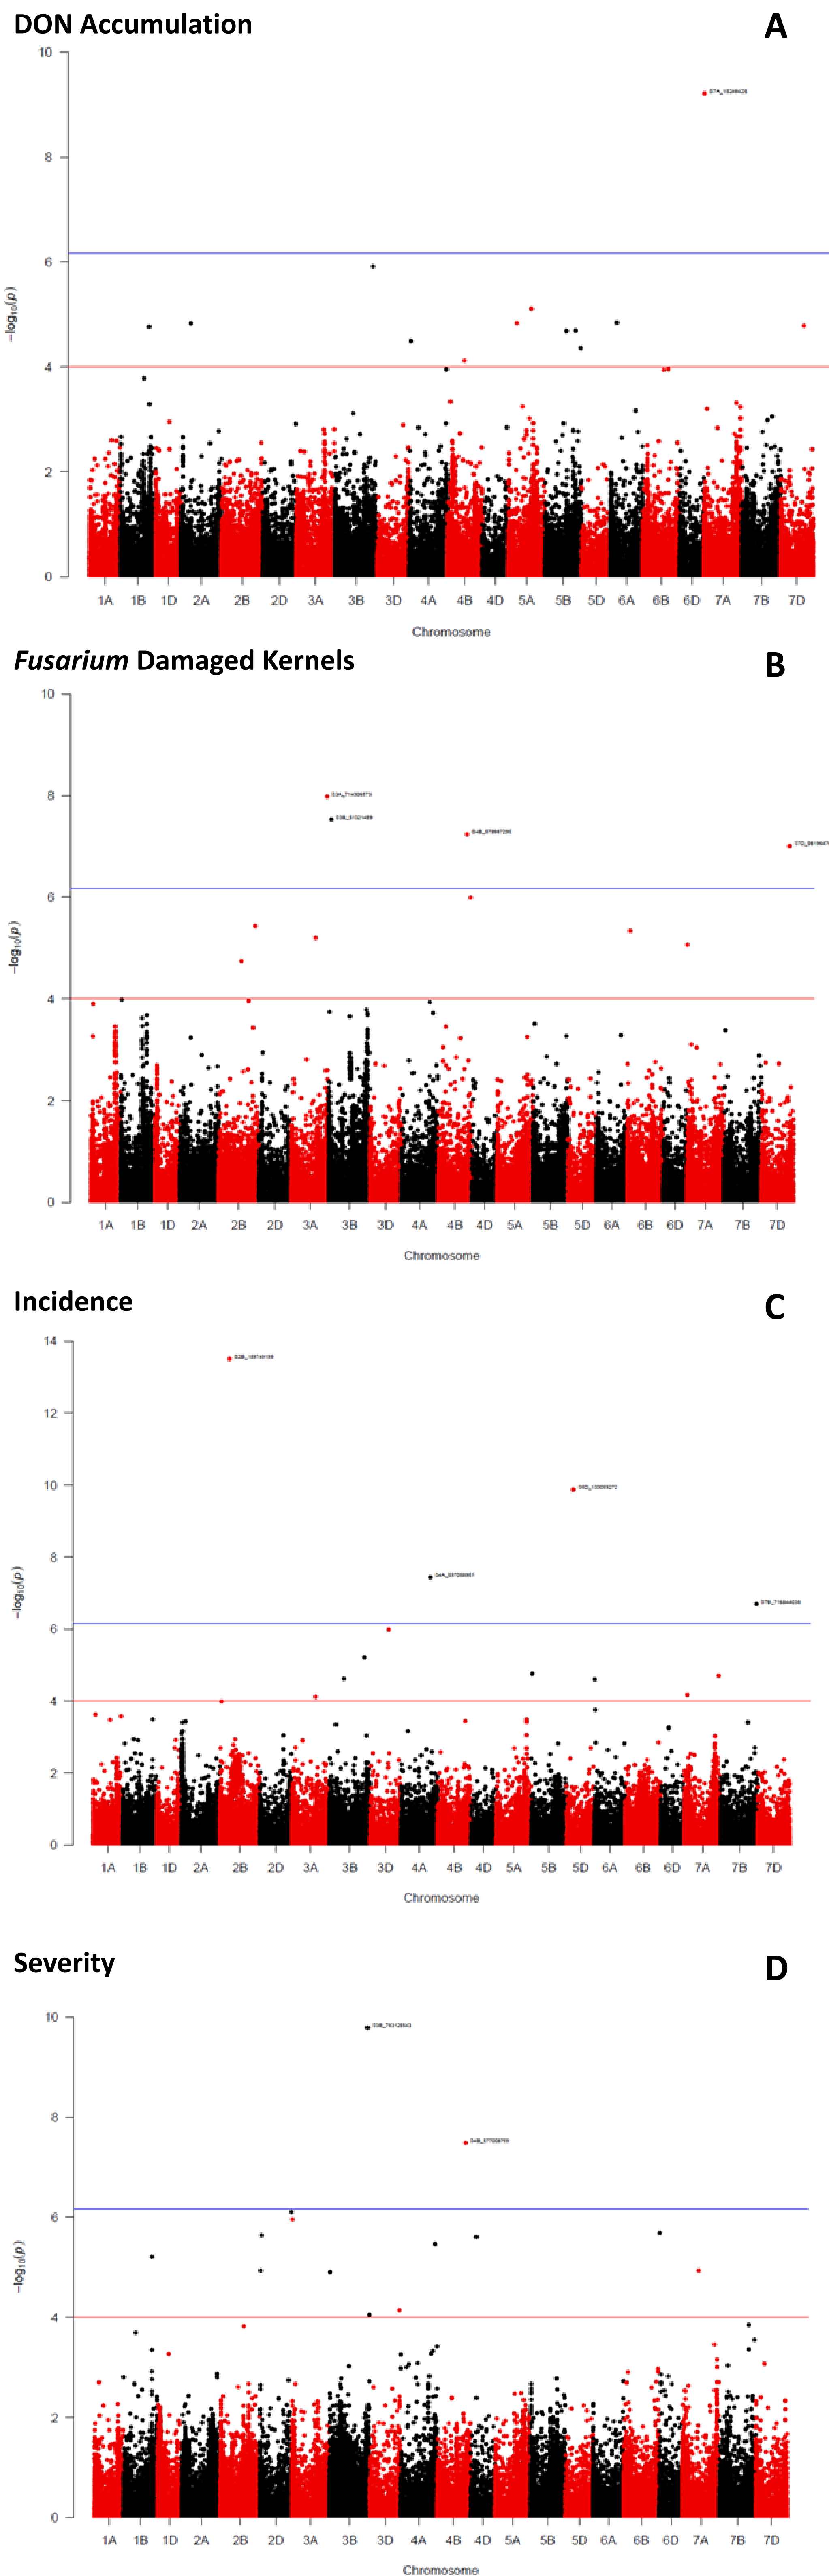 DON Accumulation
A
10
8
6
4
2
0
−log10(p)
1A 1B 1D 2A 2B 2D 3A 3B 3D 4A 4B 4D 5A 5B 5D 6A 6B 6D 7A 7B 7D
Chromosome
Fusarium Damaged Kernels
B
10
8
6
4
2
0
−log10(p)
1A 1B 1D 2A 2B 2D 3A 3B 3D 4A 4B 4D 5A 5B 5D 6A 6B 6D 7A 7B 7D
Chromosome
Incidence
C
14
12
10
8
6
4
2
0
−log10(p)
1A 1B 1D 2A 2B 2D 3A 3B 3D 4A 4B 4D 5A 5B 5D 6A 6B 6D 7A 7B 7D
Chromosome
Severity
D
10
8
6
4
2
0
−log10(p)
1A 1B 1D 2A 2B 2D 3A 3B 3D 4A 4B 4D 5A 5B 5D 6A 6B 6D 7A 7B 7D
Chromosome